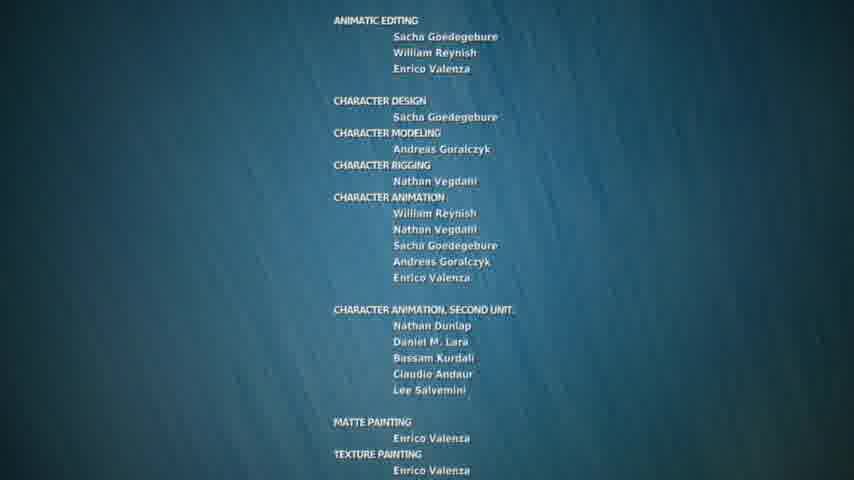 ANIMATIC EDITING
Sacha Goedegebure
William Reynish
Enrico Valenza
CHARACTER DESIGN
Sacha Goedegebure
CHARACTER MODELING
Andreas Goralczyk
CHARACTER RIGGING
Nathan Vegdahl
CHARACTER ANIMATION
William Reynish
Nathan Vegdahl
Sacha Goedegebure
Andreas Goralczyk
Enrico Valenza
CHARACTER ANIMATION, SECOND UNIT.
Nathan Dunlap
Daniel M. Lara
Bassam Kurdali
Claudio Andaur
Lee Salvemini
MATTE PAINTING
Enrico Valenza
TEXTURE PAINTING
Enrico Valenza